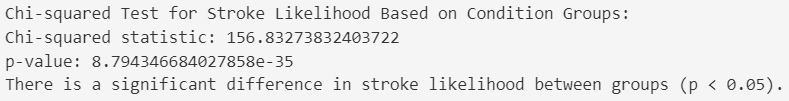 Chi-squared Test for Stroke Likelihood Based on Condition Groups:
Chi-squared statistic: 156.83273832403722
p-value: 8.794346684027858e-35
There is a significant difference in stroke likelihood between groups (p < 0.05).